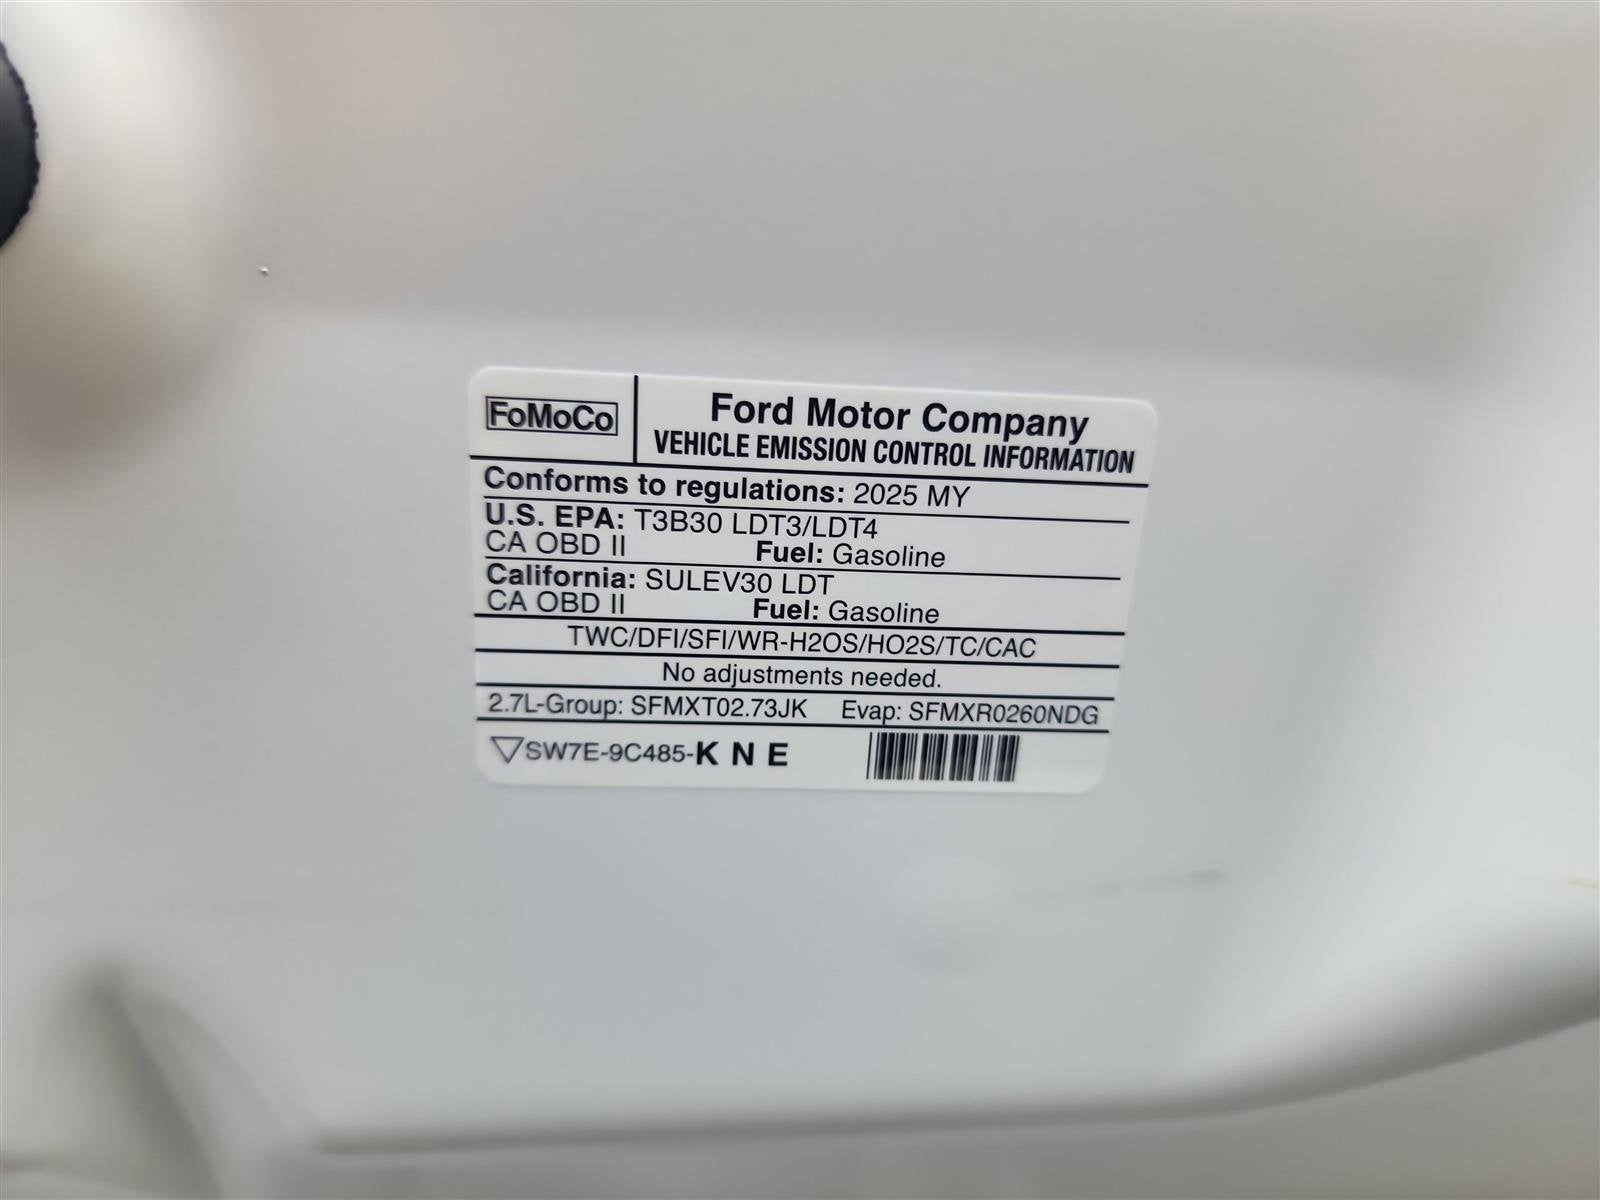 FoMoCo
Ford Motor Company
VEHICLE EMISSION CONTROL INFORMATION
Conforms to regulations: 2025 MY
U.S. EPA: T3B30 LDT3/LDT4
CA OBD II Fuel: Gasoline
California: SULEV30 LDT
CA OBD II Fuel: Gasoline
TWC/DFI/SFI/WR-H2OS/HO2S/TC/CAC
No adjustments needed.
2.7L-Group: SFMXT02.73JK Evap: SFMXR0260NDG
SW7E-9C485-K N E